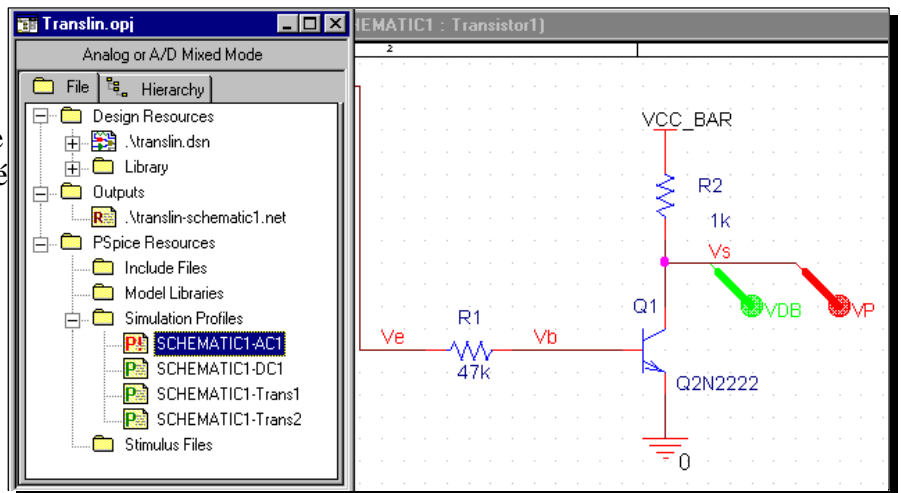 Translin.opj
Analog or A/D Mixed Mode
File Hierarchy
Design Resources
.\translin.dsn
Library
Outputs
.\translin-schematic1.net
PSpice Resources
Include Files
Model Libraries
Simulation Profiles
SCHEMATIC1-AC1
SCHEMATIC1-DC1
SCHEMATIC1-Trans1
SCHEMATIC1-Trans2
Stimulus Files
e
é
HEMATIC1 : Transistor1)
2
VCC_BAR
R2
1k
Vs
VDB
VP
Q1
R1
Ve
Vb
47k
Q2N2222
0